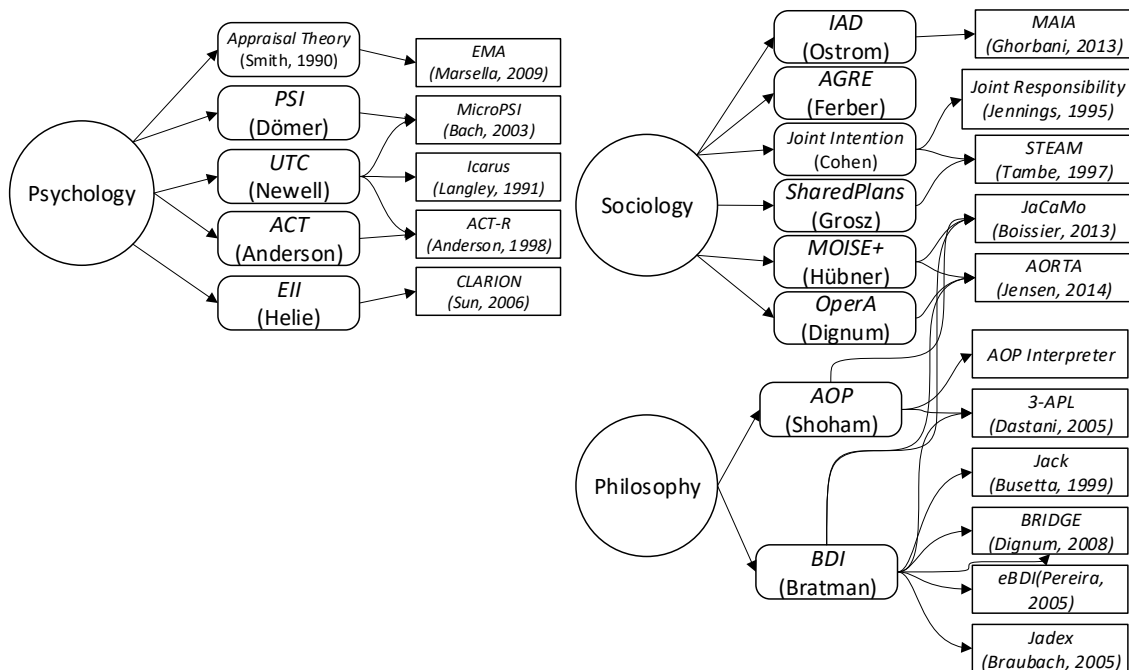 Psychology
Appraisal Theory
(Smith, 1990)
PSI
(Dömer)
UTC
(Newell)
ACT
(Anderson)
EII
(Helie)
EMA
(Marsella, 2009)
MicroPSI
(Bach, 2003)
Icarus
(Langley, 1991)
ACT-R
(Anderson, 1998)
CLARION
(Sun, 2006)
Sociology
IAD
(Ostrom)
AGRE
(Ferber)
Joint Intention
(Cohen)
SharedPlans
(Grosz)
MOISE+
(Hübner)
OperA
(Dignum)
MAIA
(Ghorbani, 2013)
Joint Responsibility
(Jennings, 1995)
STEAM
(Tambe, 1997)
JaCaMo
(Boissier, 2013)
AORTA
(Jensen, 2014)
Philosophy
AOP
(Shoham)
BDI
(Bratman)
AOP Interpreter
3-APL
(Dastani, 2005)
Jack
(Busetta, 1999)
BRIDGE
(Dignum, 2008)
eBDI(Pereira,
2005)
Jadex
(Braubach, 2005)